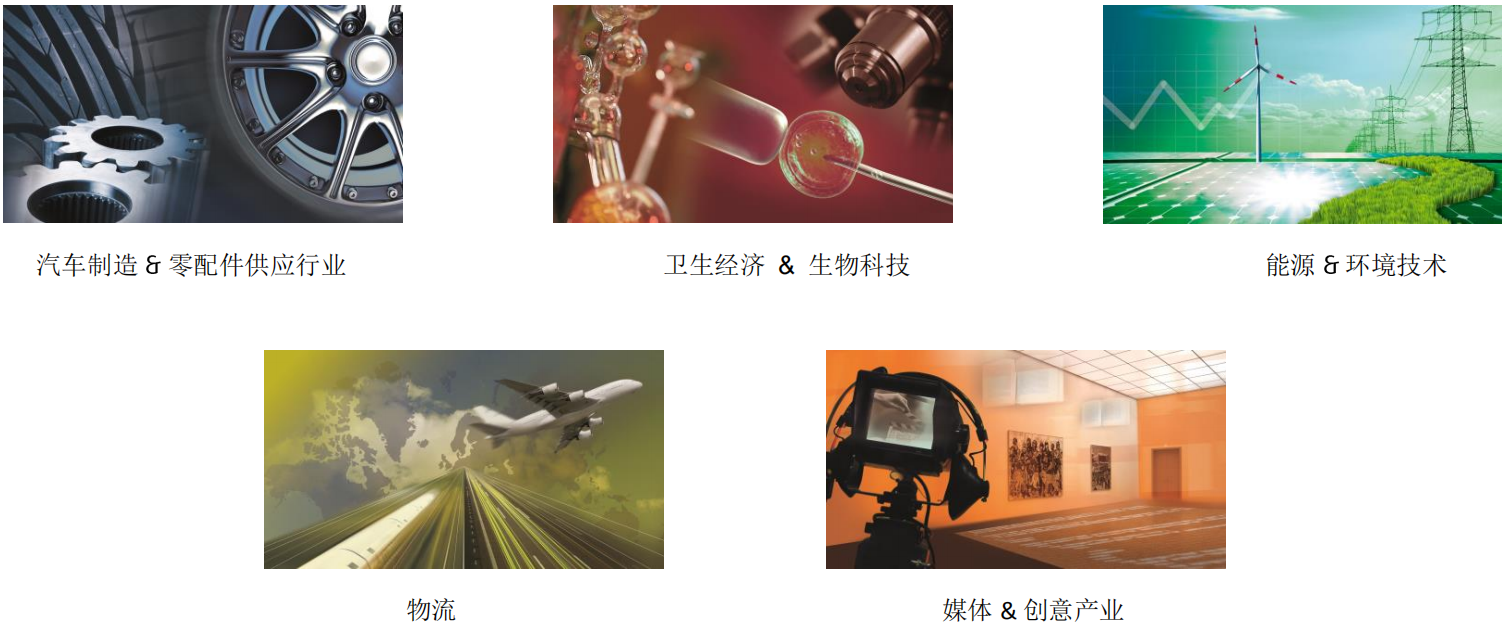 汽车制造 & 零配件供应行业
卫生经济 & 生物科技
能源 & 环境技术
物流
媒体 & 创意产业